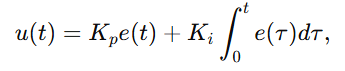 u(t) = K_p e(t) + K_i ∫_0^t e(τ)dτ,